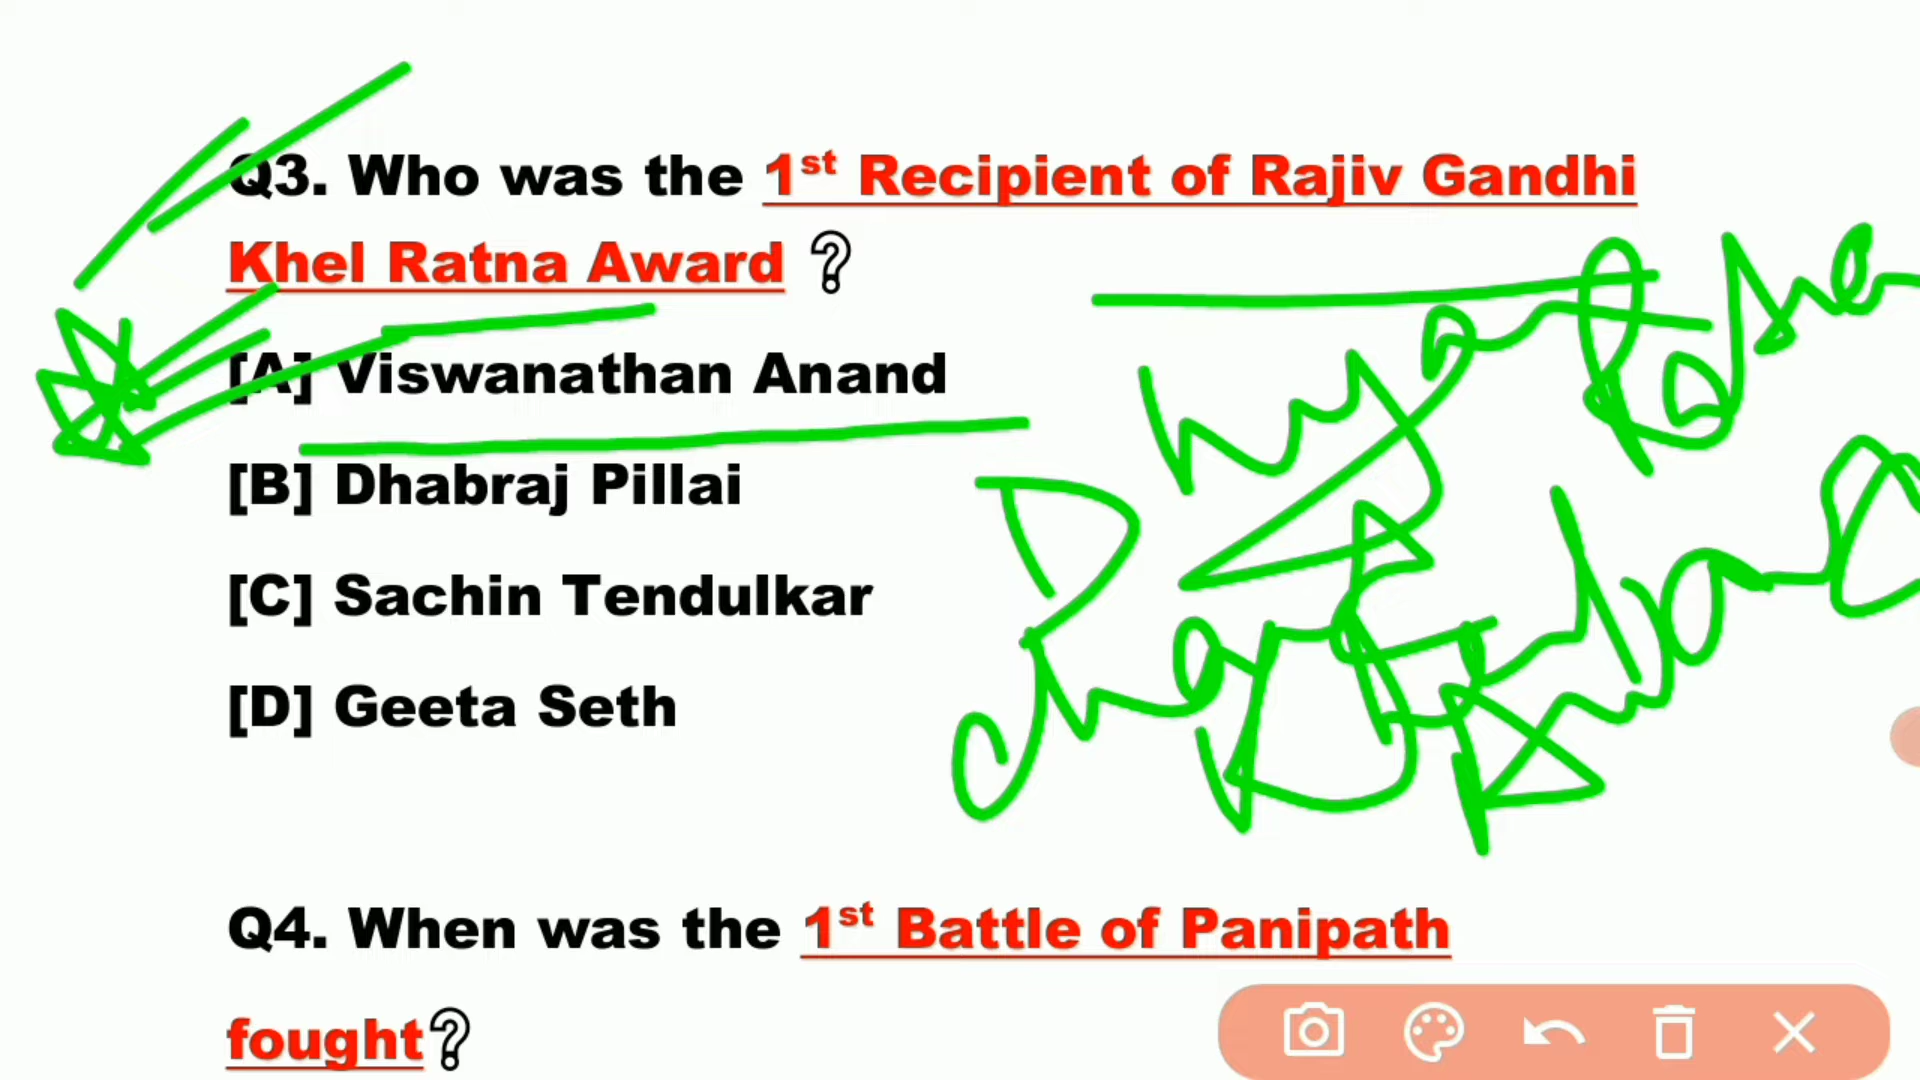 Q3. Who was the 1st Recipient of Rajiv Gandhi
Khel Ratna Award ?
[A] Viswanathan Anand
[B] Dhabraj Pillai
[C] Sachin Tendulkar
[D] Geeta Seth
Q4. When was the 1st Battle of Panipath
fought?